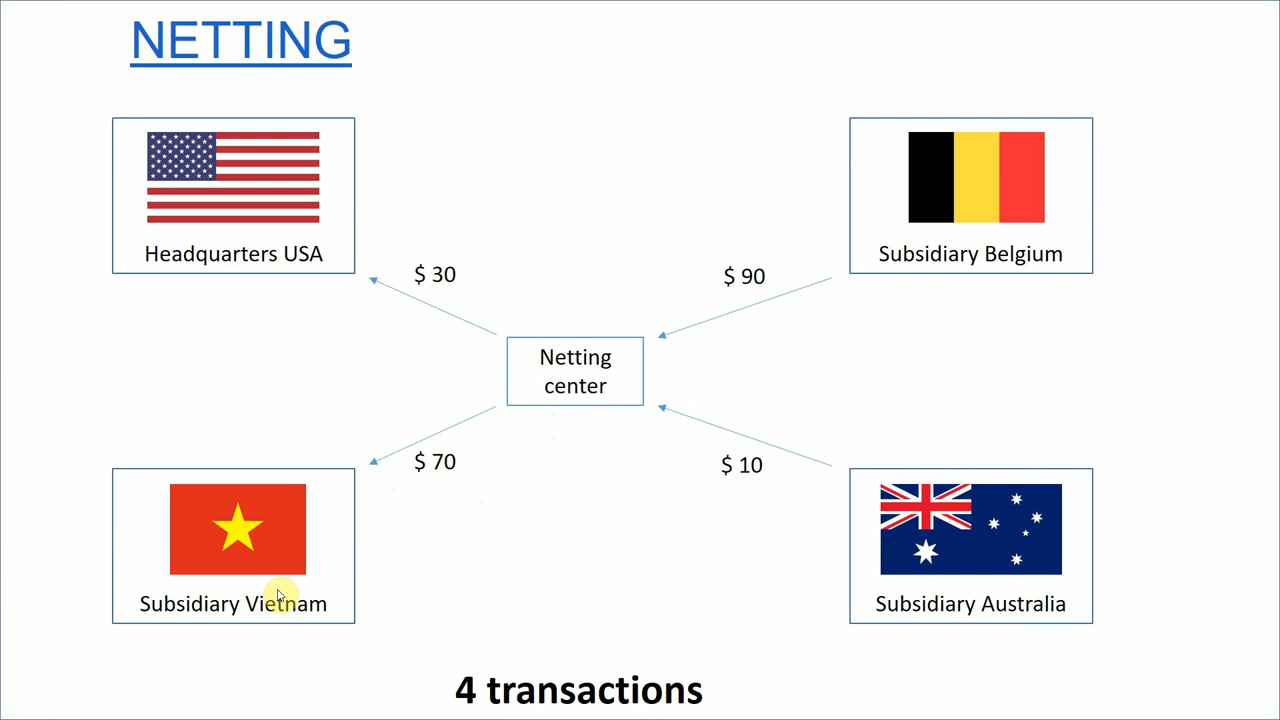 NETTING
Headquarters USA
Subsidiary Belgium
$ 30
$ 90
Netting
center
$ 70
$ 10
Subsidiary Vietnam
Subsidiary Australia
4 transactions